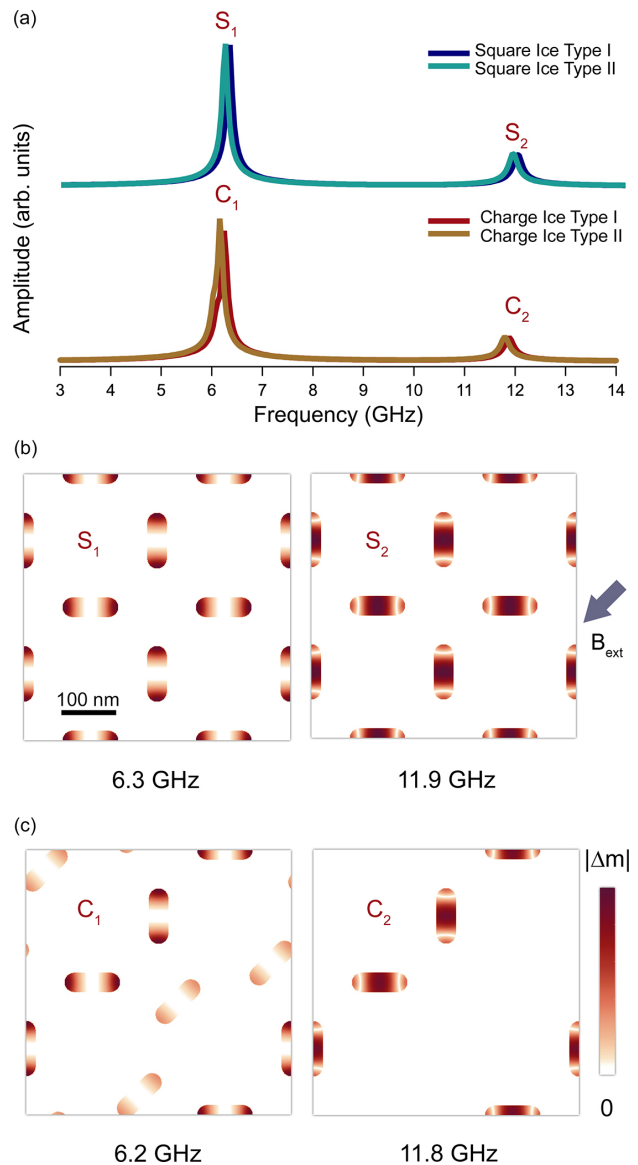 (a)
S1
Square Ice Type I
Square Ice Type II
S2
C1
Charge Ice Type I
Charge Ice Type II
C2
Amplitude (arb. units)
3 4 5 6 7 8 9 10 11 12 13 14
Frequency (GHz)
(b)
S1
S2
Bext
100 nm
6.3 GHz
11.9 GHz
(c)
|Δm|
C1
C2
0
6.2 GHz
11.8 GHz